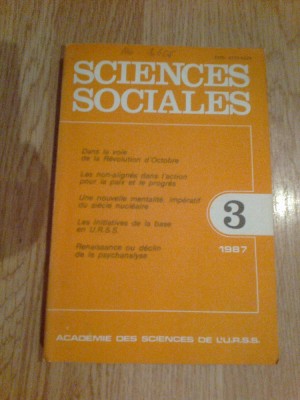 SCIENCES
SOCIALES
Dans la voie
de la Révolution d'Octobre
Les non-alignés dans l'action
pour la paix et le progrès
Une nouvelle mentalité, impératif
du siècle nucléaire
Les initiatives de la base
en U.R.S.S.
Renaissance ou déclin
de la psychanalyse
3
1987
ACADÉMIE DES SCIENCES DE L'U.R.S.S.